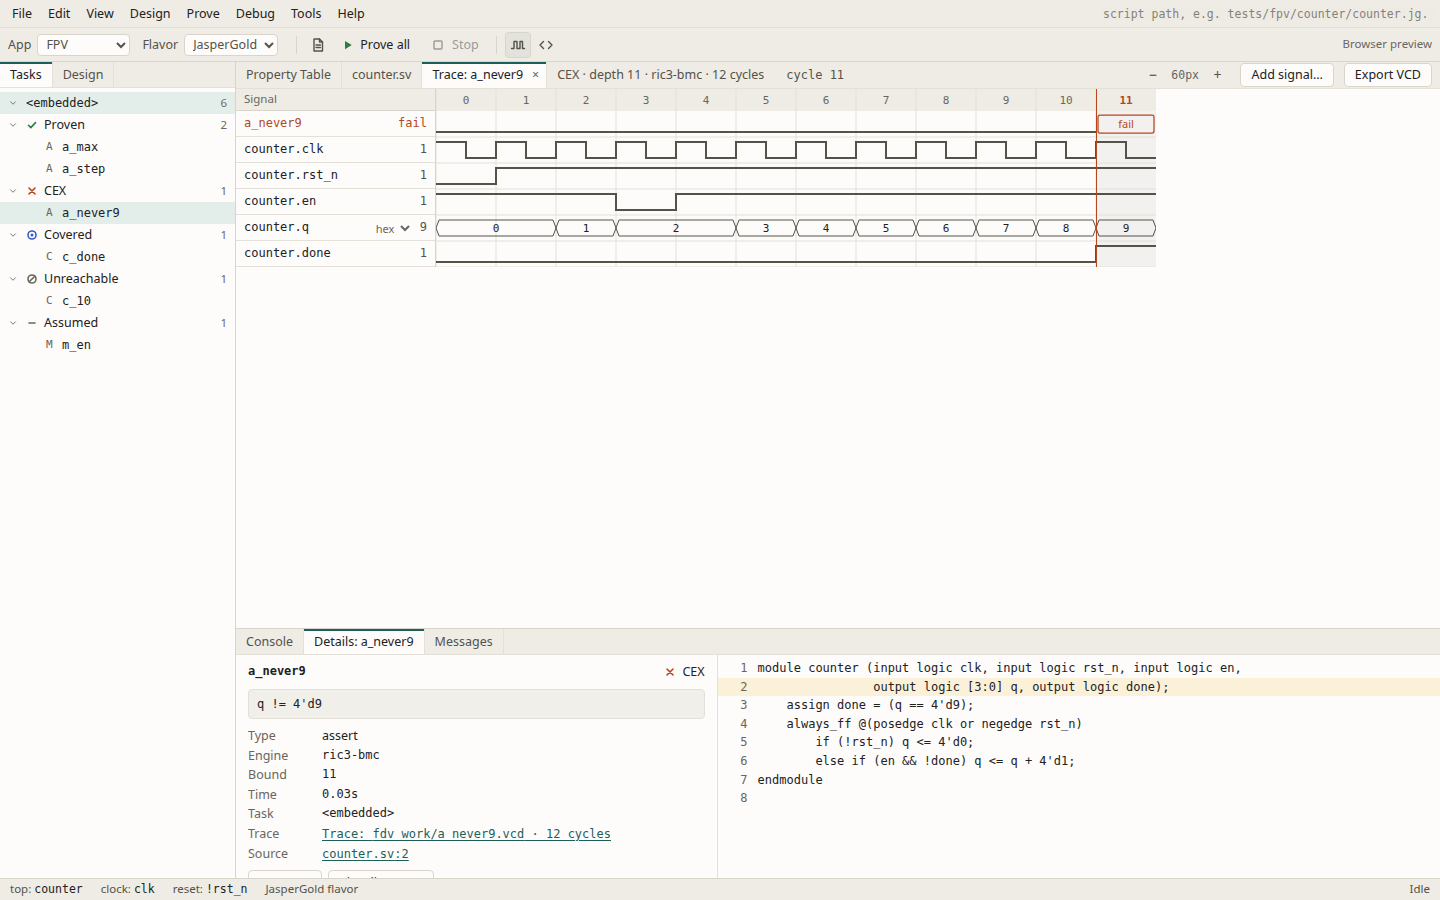 File Edit View Design Prove Debug Tools Help script path, e.g. tests/fpv/counter/counter.jg.
App FPV Flavor JasperGold Prove all Stop Browser preview
Tasks Design
<embedded> 6
Proven 2
A a_max
A a_step
CEX 1
A a_never9
Covered 1
C c_done
Unreachable 1
C c_10
Assumed 1
M m_en
Property Table counter.sv Trace: a_never9 × CEX · depth 11 · ric3-bmc · 12 cycles cycle 11 − 60px + Add signal... Export VCD
Signal 0 1 2 3 4 5 6 7 8 9 10 11
a_never9 fail fail
counter.clk 1
counter.rst_n 1
counter.en 1
counter.q hex 9 0 1 2 3 4 5 6 7 8 9
counter.done 1
Console Details: a_never9 Messages
a_never9 CEX
q != 4'd9
Type assert
Engine ric3-bmc
Bound 11
Time 0.03s
Task <embedded>
Trace Trace: fdv_work/a_never9.vcd · 12 cycles
Source counter.sv:2
1 module counter (input logic clk, input logic rst_n, input logic en,
2 output logic [3:0] q, output logic done);
3 assign done = (q == 4'd9);
4 always_ff @(posedge clk or negedge rst_n)
5 if (!rst_n) q <= 4'd0;
6 else if (en && !done) q <= q + 4'd1;
7 endmodule
8
top: counter clock: clk reset: !rst_n JasperGold flavor Idle